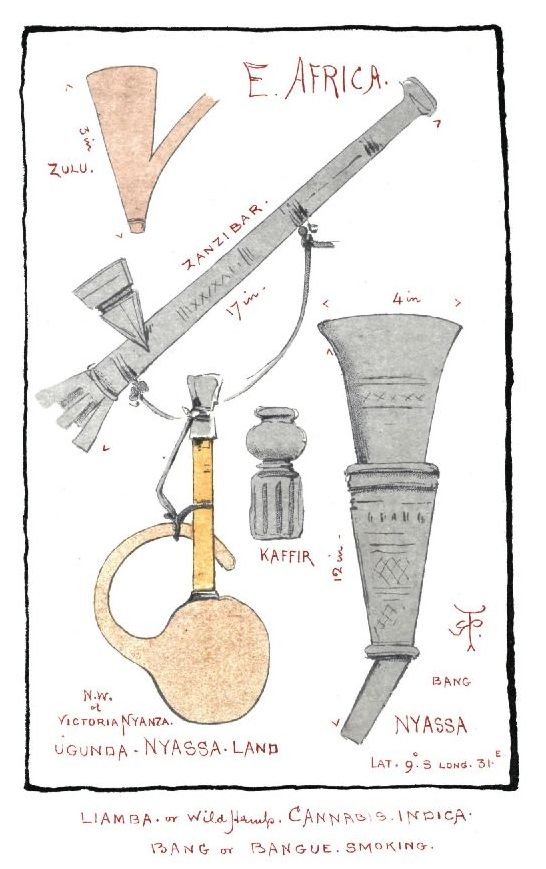 E. AFRICA.
3 in
ZULU.
ZANZIBAR.
17 in.
4 in
KAFFIR
12 in.
BANG
NYASSA
LAT. 9° S LONG. 31 E
N.W.
of
VICTORIA NYANZA.
UGUNDA. NYASSA. LAND
LIAMBA. or Wild Hemp. CANNABIS. INDICA.
BANG or BANGUE. SMOKING.